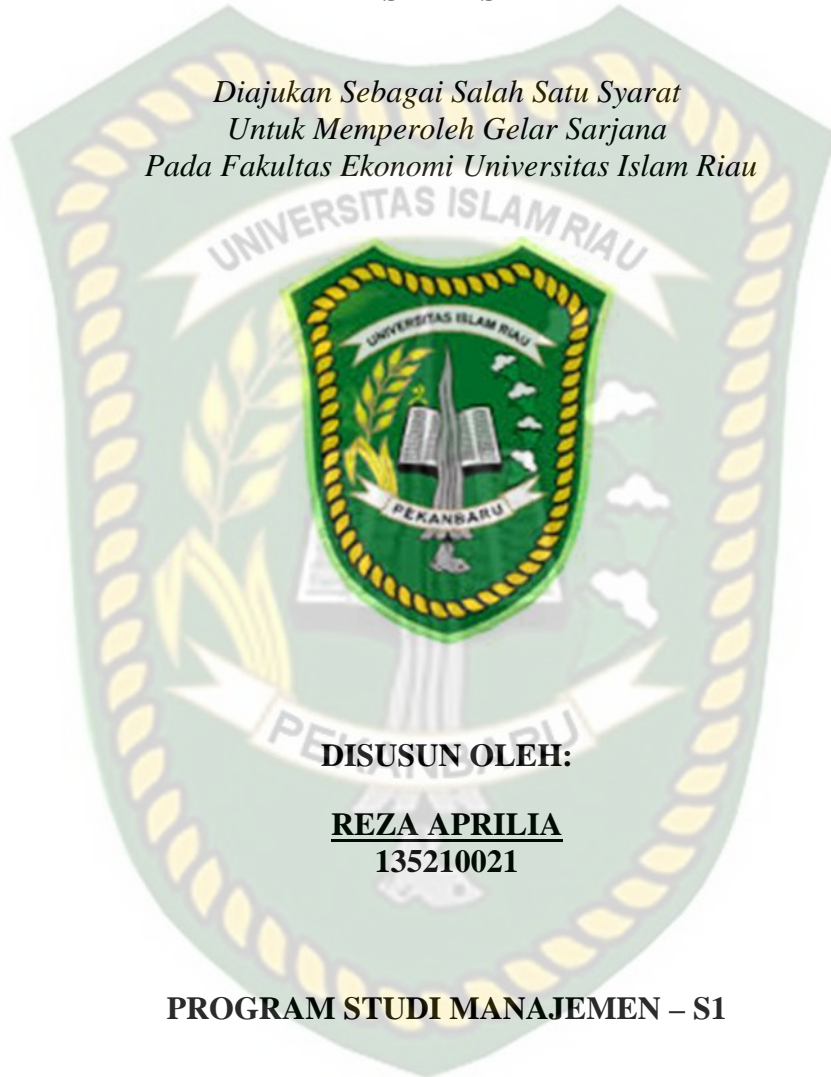 Diajukan Sebagai Salah Satu Syarat
Untuk Memperoleh Gelar Sarjana
Pada Fakultas Ekonomi Universitas Islam Riau
UNIVERSITAS ISLAM RIAU
UNIVERSITAS ISLAM RIAU
PEKANBARU
PEKANBARU
DISUSUN OLEH:
REZA APRILIA
135210021
PROGRAM STUDI MANAJEMEN – S1